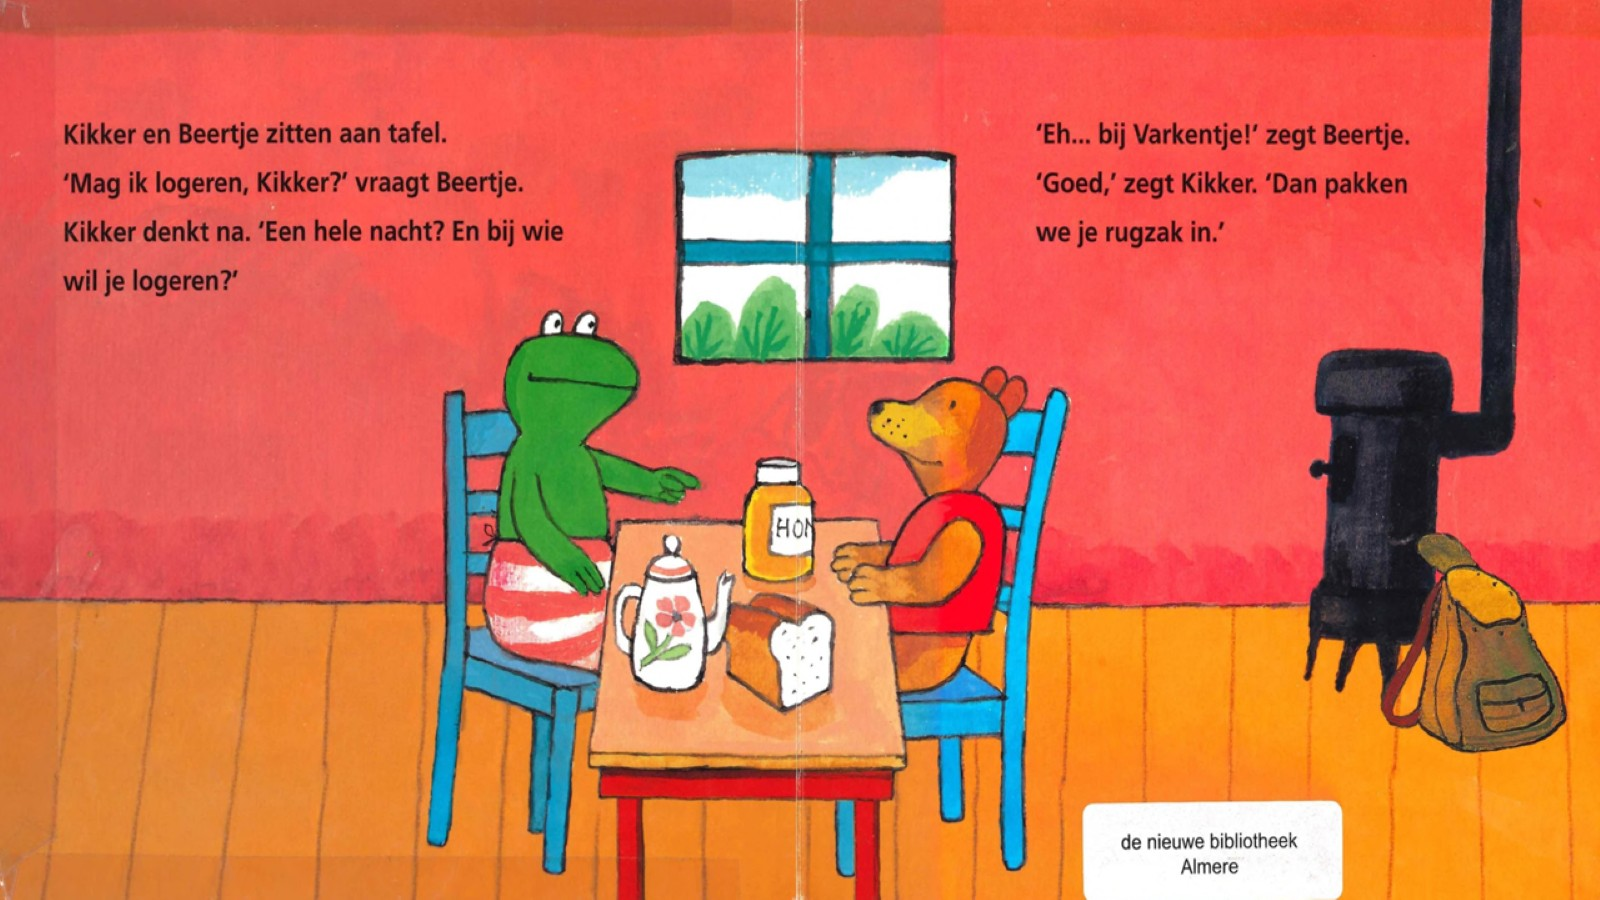 Kikker en Beertje zitten aan tafel.
‘Mag ik logeren, Kikker?’ vraagt Beertje.
Kikker denkt na. ‘Een hele nacht? En bij wie
wil je logeren?’
‘Eh... bij Varkentje!’ zegt Beertje.
‘Goed,’ zegt Kikker. ‘Dan pakken
we je rugzak in.’
HON
de nieuwe bibliotheek
Almere